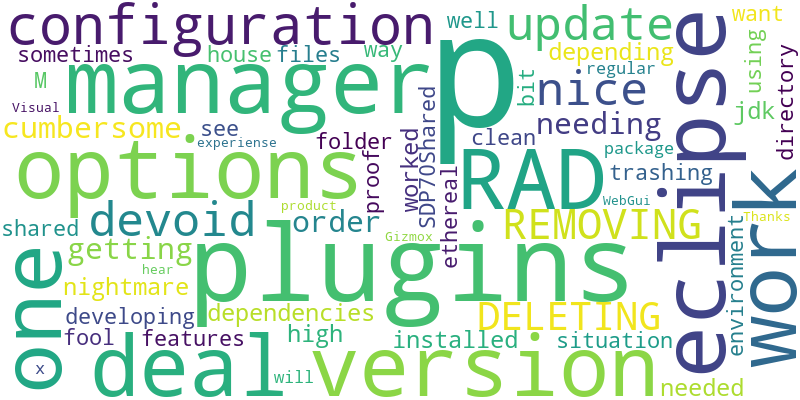 configuration
p
update
well
want
sometimes
house
files
way
depending
eclipse
using
directory
manager
M
regular
bit
nice
jdk
Visual
cumbersome
see
experiense
folder
proof
worked
SDP70Shared
clean
needing
package
trashing
options
RAD
ethereal
work
WebGui
shared
devoid
order
product
REMOVING
Thanks
one
getting
hear
plugins
Gizmox
environment
nightmare
developing
dependencies
DELETING
fool
features
high
installed
situation
x
deal
will
version
needed